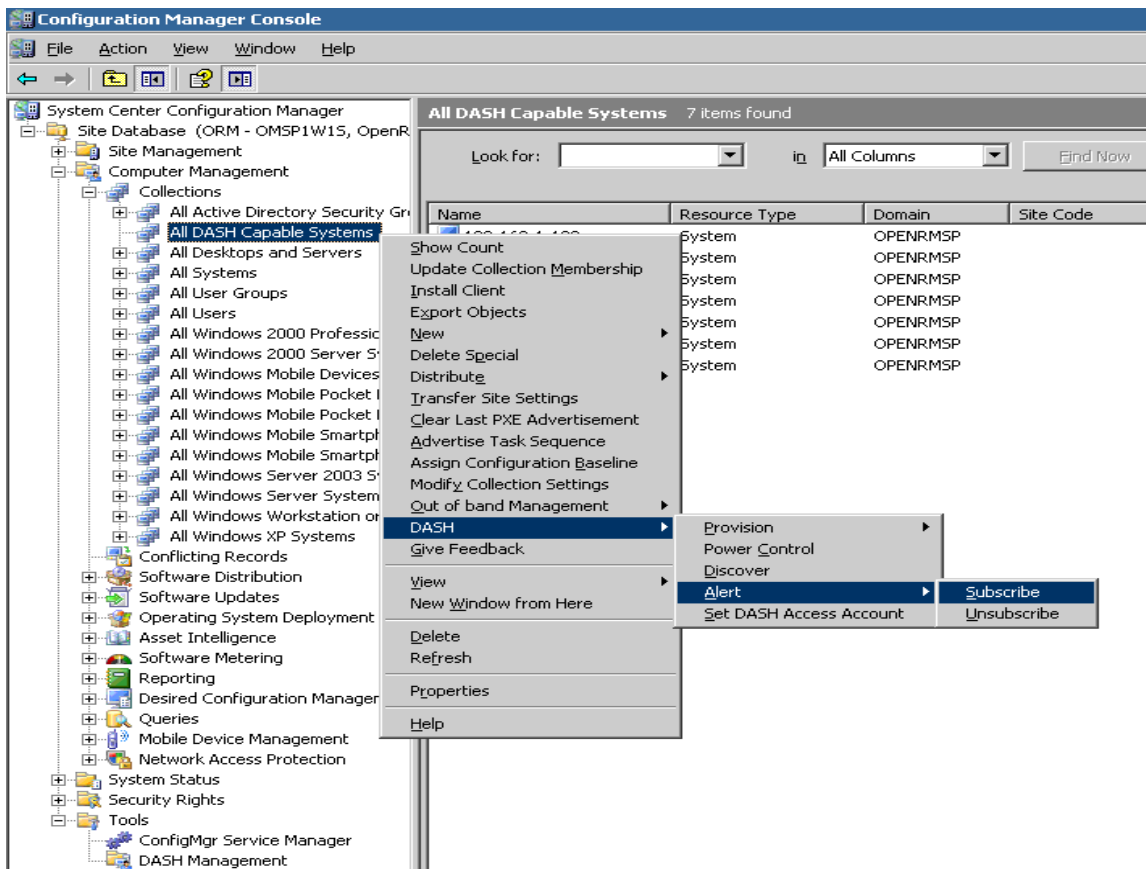 Configuration Manager Console
File Action View Window Help
System Center Configuration Manager
Site Database (ORM - OMSP1W1S, OpenR
Site Management
Computer Management
Collections
All Active Directory Security Gr
All DASH Capable Systems
All Desktops and Servers
All Systems
All User Groups
All Users
All Windows 2000 Professic
All Windows 2000 Server S
All Windows Mobile Devices
All Windows Mobile Pocket
All Windows Mobile Pocket
All Windows Mobile Smartph
All Windows Mobile Smartph
All Windows Server 2003 S
All Windows Server System
All Windows Workstation or
All Windows XP Systems
Conflicting Records
Software Distribution
Software Updates
Operating System Deployment
Asset Intelligence
Software Metering
Reporting
Desired Configuration Manager
Queries
Mobile Device Management
Network Access Protection
System Status
Security Rights
Tools
ConfigMgr Service Manager
DASH Management
All DASH Capable Systems 7 items found
Look for: in All Columns Find Now
Name Resource Type Domain Site Code
System OPENRMSP
System OPENRMSP
System OPENRMSP
System OPENRMSP
System OPENRMSP
System OPENRMSP
System OPENRMSP
Show Count
Update Collection Membership
Install Client
Export Objects
New
Delete Special
Distribute
Transfer Site Settings
Clear Last PXE Advertisement
Advertise Task Sequence
Assign Configuration Baseline
Modify Collection Settings
Out of band Management
DASH
Give Feedback
View
New Window from Here
Delete
Refresh
Properties
Help
Provision
Power Control
Discover
Alert
Set DASH Access Account
Subscribe
Unsubscribe